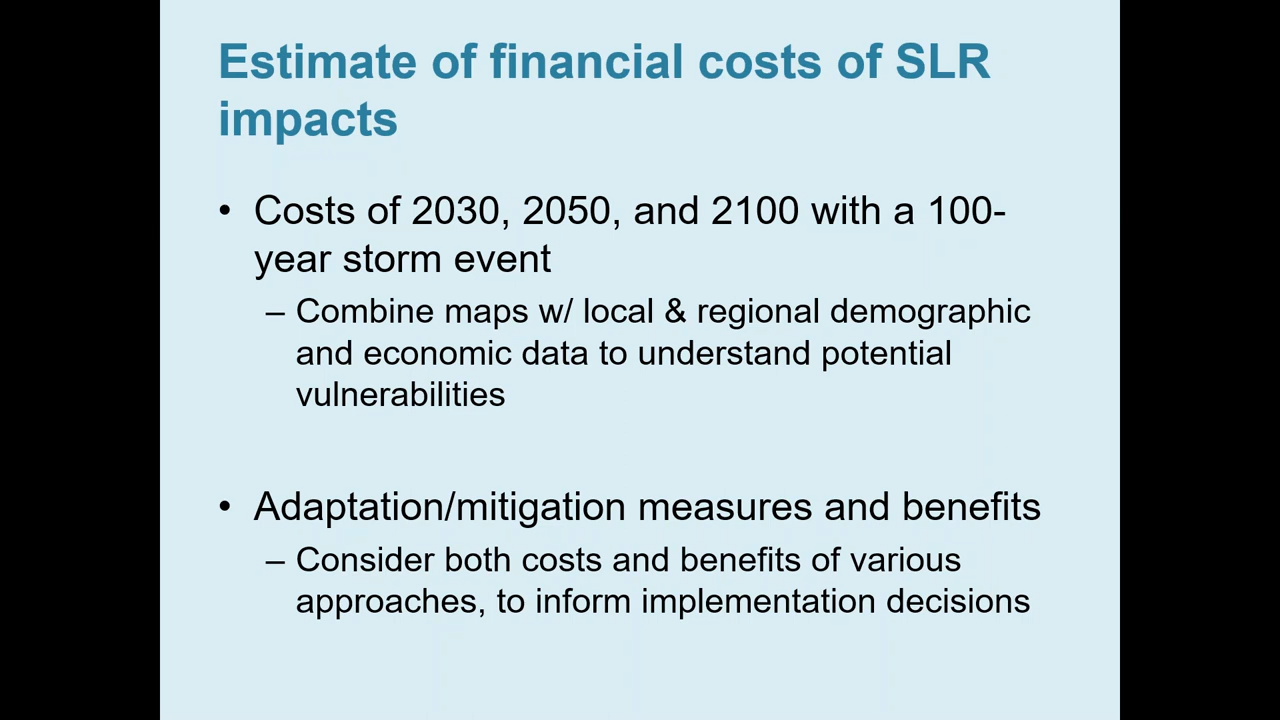 Estimate of financial costs of SLR
impacts
• Costs of 2030, 2050, and 2100 with a 100-
year storm event
– Combine maps w/ local & regional demographic
and economic data to understand potential
vulnerabilities
• Adaptation/mitigation measures and benefits
– Consider both costs and benefits of various
approaches, to inform implementation decisions